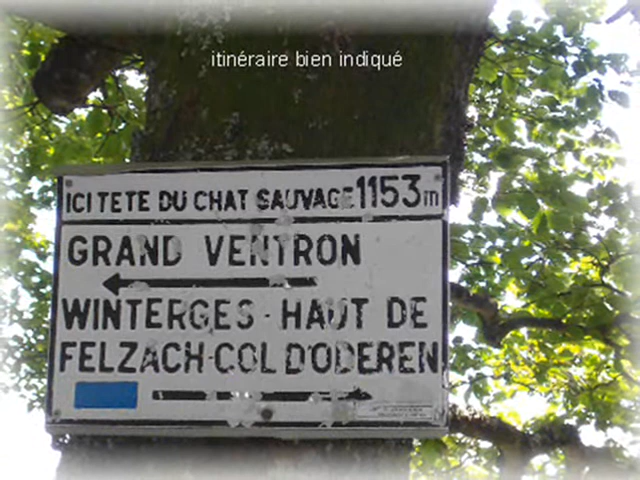 itinéraire bien indiqué
ICI TETE DU CHAT SAUVAGE 1153m
GRAND VENTRON
WINTERGES - HAUT DE
FELZACH-COL D'ODEREN